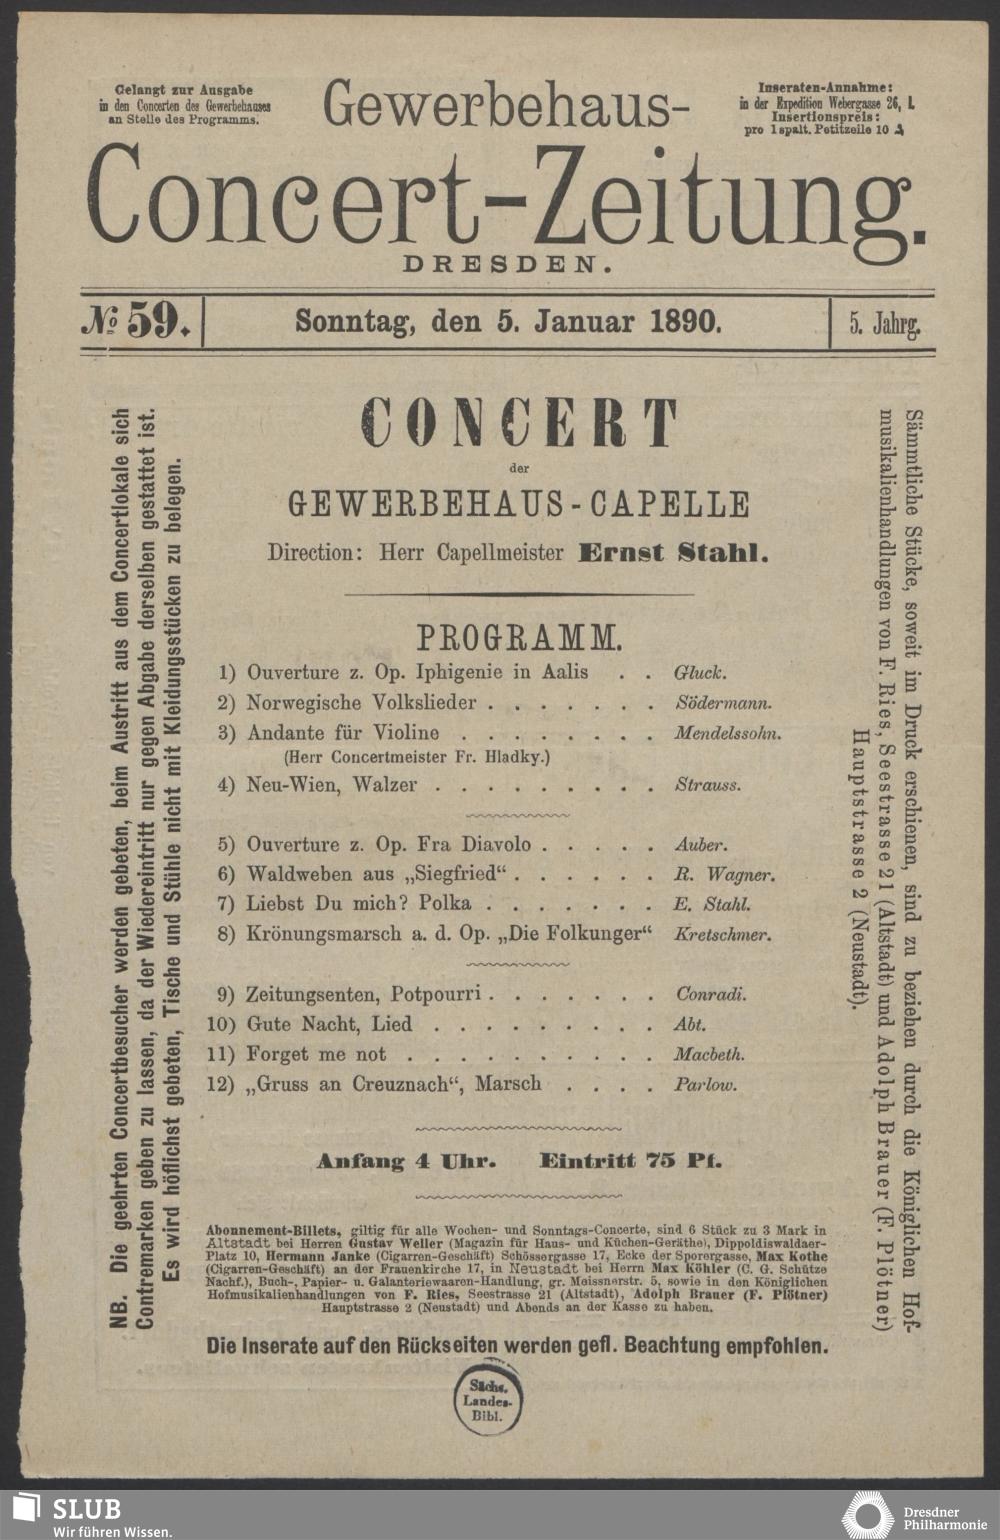 Gelangt zur Ausgabe
in den Concerten des Gewerbehauses
an Stelle des Programms.
Gewerbehaus-
Inseraten-Annahme:
in der Expedition Webergasse 26, I.
Insertionspreis:
pro 1 spalt. Petitzeile 10 ₰
Concert-Zeitung.
DRESDEN.
№ 59.
Sonntag, den 5. Januar 1890.
5. Jahrg.
NB. Die geehrten Concertbesucher werden gebeten, beim Austritt aus dem Concertlokale sich
Contremarken geben zu lassen, da der Wiedereintritt nur gegen Abgabe derselben gestattet ist.
Es wird höflichst gebeten, Tische und Stühle nicht mit Kleidungsstücken zu belegen.
CONCERT
der
GEWERBEHAUS-CAPELLE
Direction: Herr Capellmeister Ernst Stahl.
PROGRAMM.
1) Ouverture z. Op. Iphigenie in Aalis . . Gluck.
2) Norwegische Volkslieder . . . . . . . Södermann.
3) Andante für Violine . . . . . . . . Mendelssohn.
(Herr Concertmeister Fr. Hladky.)
4) Neu-Wien, Walzer . . . . . . . . . Strauss.
5) Ouverture z. Op. Fra Diavolo . . . . . Auber.
6) Waldweben aus „Siegfried“ . . . . . . R. Wagner.
7) Liebst Du mich? Polka . . . . . . . E. Stahl.
8) Krönungsmarsch a. d. Op. „Die Folkunger“ Kretschmer.
9) Zeitungsenten, Potpourri . . . . . . . Conradi.
10) Gute Nacht, Lied . . . . . . . . . Abt.
11) Forget me not . . . . . . . . . . Macbeth.
12) „Gruss an Creuznach“, Marsch . . . . Parlow.
Anfang 4 Uhr. Eintritt 75 Pf.
Abonnement-Billets, giltig für alle Wochen- und Sonntags-Concerte, sind 6 Stück zu 3 Mark in
Altstadt bei Herren Gustav Weller (Magazin für Haus- und Küchen-Geräthe), Dippoldiswaldaer-
Platz 10, Hermann Janke (Cigarren-Geschäft) Schössergasse 17, Ecke der Sporergasse, Max Kothe
(Cigarren-Geschäft) an der Frauenkirche 17, in Neustadt bei Herrn Max Köhler (C. G. Schütze
Nachf.), Buch-, Papier- u. Galanteriewaaren-Handlung, gr. Meissnerstr. 5, sowie in den Königlichen
Hofmusikalienhandlungen von F. Ries, Seestrasse 21 (Altstadt), Adolph Brauer (F. Plötner)
Hauptstrasse 2 (Neustadt) und Abends an der Kasse zu haben.
Die Inserate auf den Rückseiten werden gefl. Beachtung empfohlen.
Sämmtliche Stücke, soweit im Druck erschienen, sind zu beziehen durch die Königlichen Hof-
musikalienhandlungen von F. Ries, Seestrasse 21 (Altstadt) und Adolph Brauer (F. Plötner)
Hauptstrasse 2 (Neustadt).
Sächs.
Landes-
Bibl.
SLUB
Wir führen Wissen.
Dresdner
Philharmonie